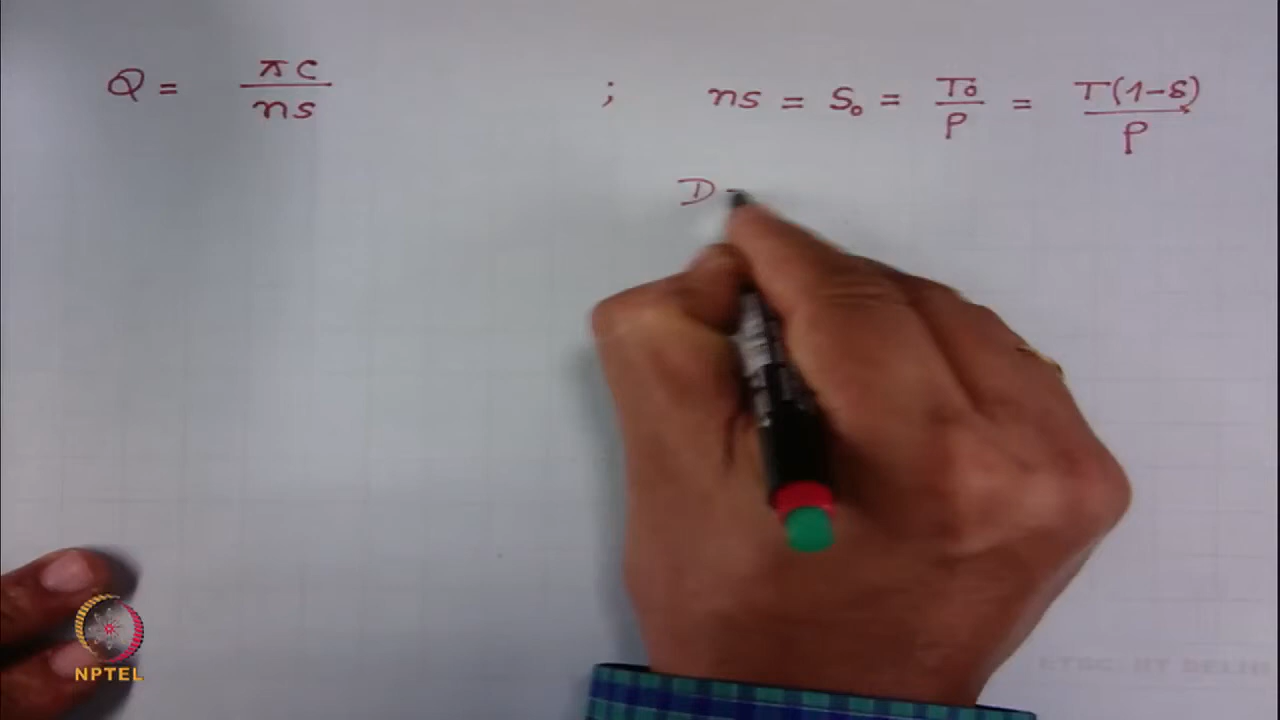 Q = πc / ns ; ns = S₀ = T₀ / P = T(1-S) / P
D =
NPTEL